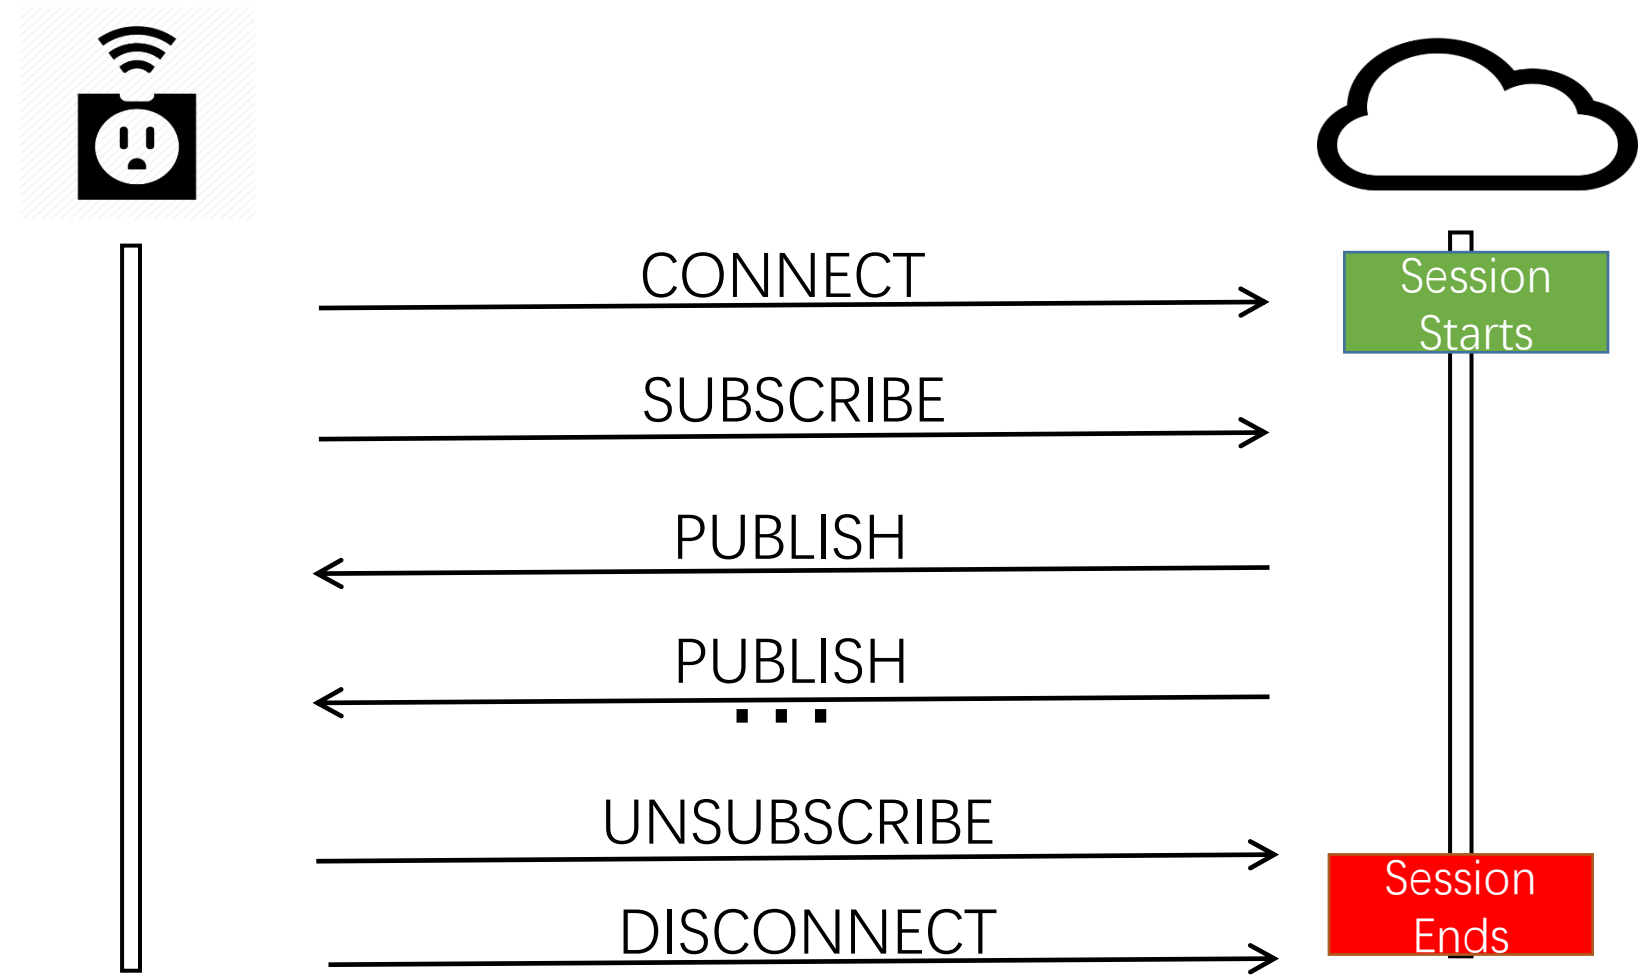 CONNECT
Session
Starts
SUBSCRIBE
PUBLISH
PUBLISH
...
UNSUBSCRIBE
Session
Ends
DISCONNECT